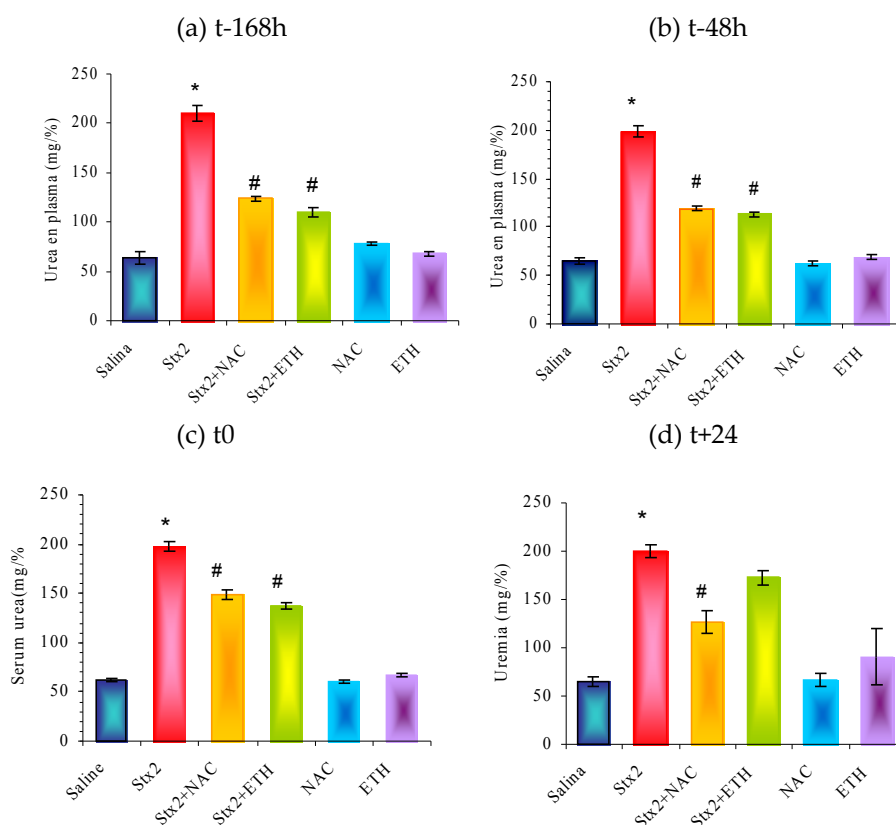 (a) t-168h
(b) t-48h
Urea en plasma (mg/%)
250
200
150
100
50
0
*
#
#
Salina
Stx2
Stx2+NAC
Stx2+ETH
NAC
ETH
Urea en plasma (mg/%)
250
200
150
100
50
0
*
#
#
Salina
Stx2
Stx2+NAC
Stx2+ETH
NAC
ETH
(c) t0
(d) t+24
Serum urea(mg/%
250
200
150
100
50
0
*
#
#
Saline
Stx2
Stx2+NAC
Stx2+ETH
NAC
ETH
Uremia (mg/%)
250
200
150
100
50
0
*
#
Salina
Stx2
Stx2+NAC
Stx2+ETH
NAC
ETH